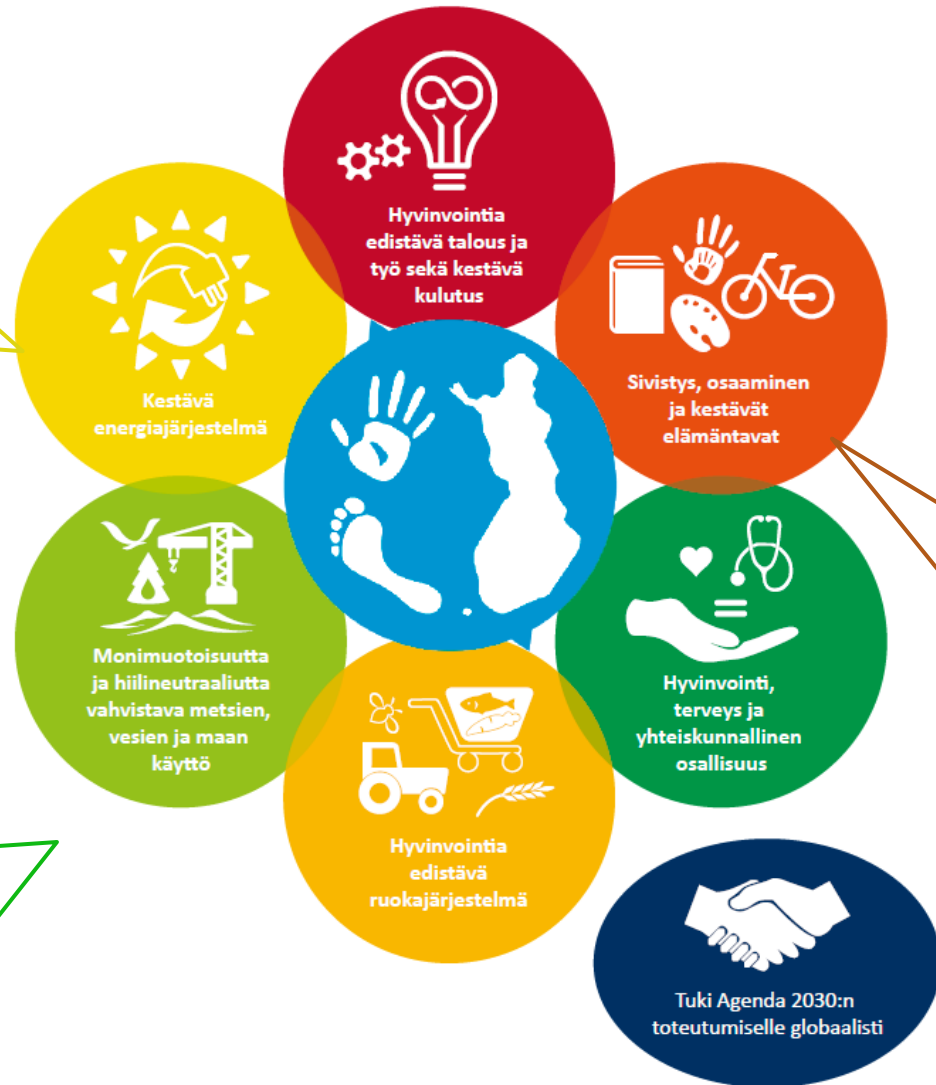 Hyvinvointia
edistävä talous ja
työ sekä kestävä
kulutus
Kestävä
energiajärjestelmä
Sivistys, osaaminen
ja kestävät
elämäntavat
Monimuotoisuutta
ja hiilineutraaliutta
vahvistava metsien,
vesien ja maan
käyttö
Hyvinvointi,
terveys ja
yhteiskunnallinen
osallisuus
Hyvinvointia
edistävä
ruokajärjestelmä
Tuki Agenda 2030:n
toteutumiselle globaalisti